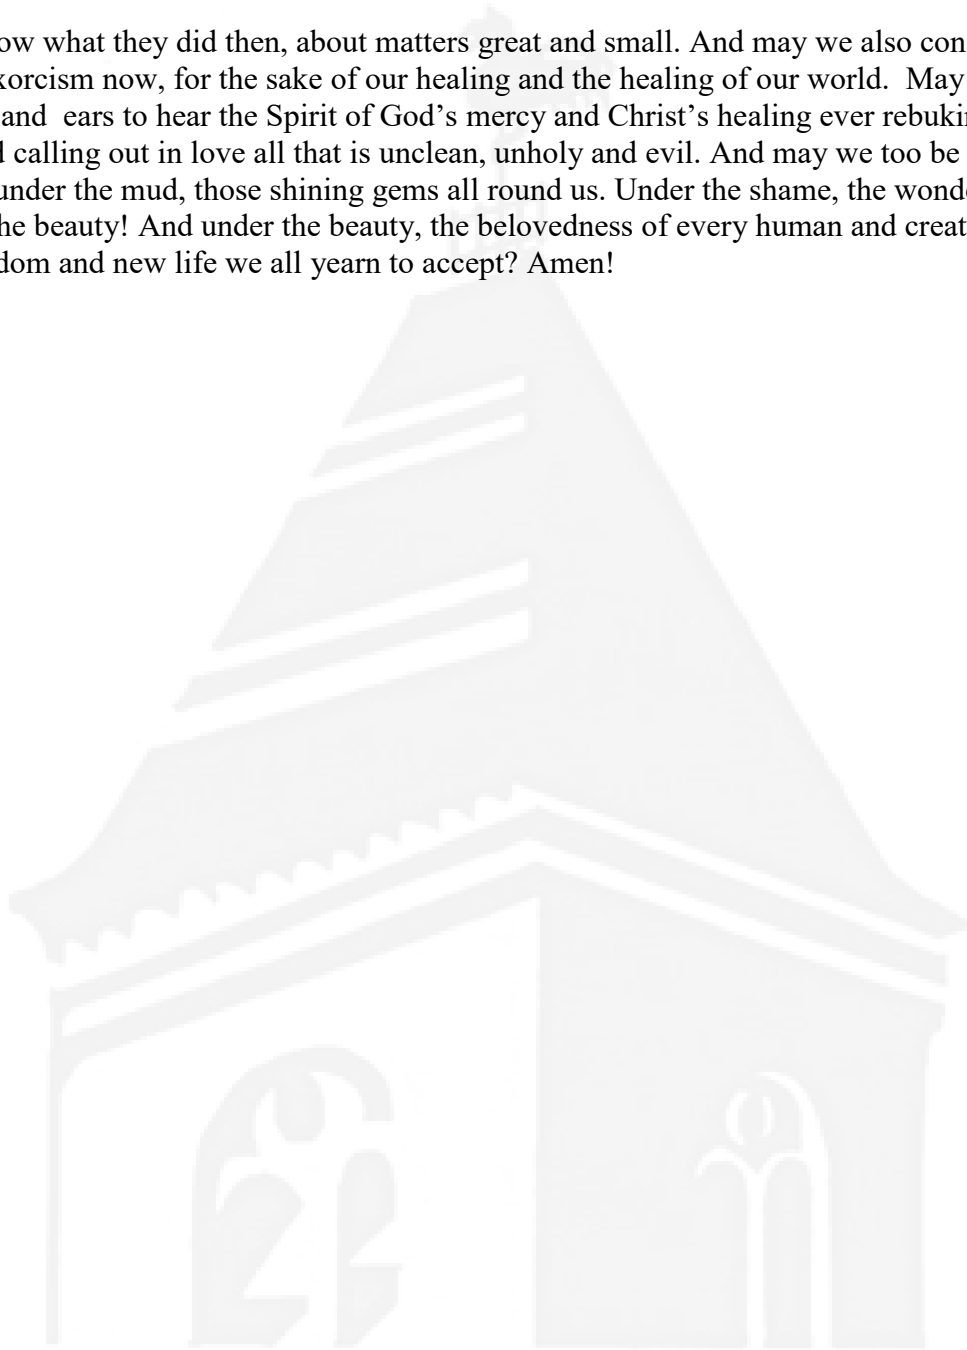 ow what they did then, about matters great and small. And may we also con
xorcism now, for the sake of our healing and the healing of our world.  May
and  ears to hear the Spirit of God’s mercy and Christ’s healing ever rebukin
d calling out in love all that is unclean, unholy and evil. And may we too be
under the mud, those shining gems all round us. Under the shame, the wond
he beauty! And under the beauty, the belovedness of every human and creat
dom and new life we all yearn to accept? Amen!